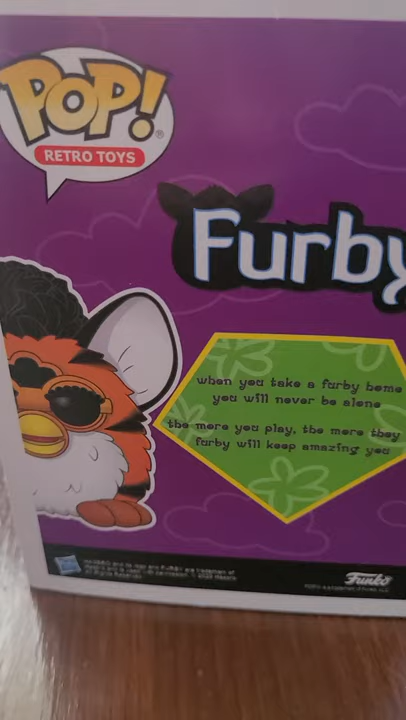 POP!
RETRO TOYS
Furby
when you take a furby home
you will never be alone
the more you play, the more they
furby will keep amazing you
Funko